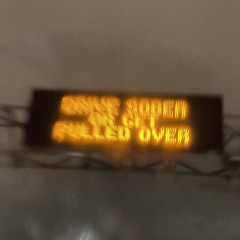 DRIVE SOBER
OR GET
PULLED OVER